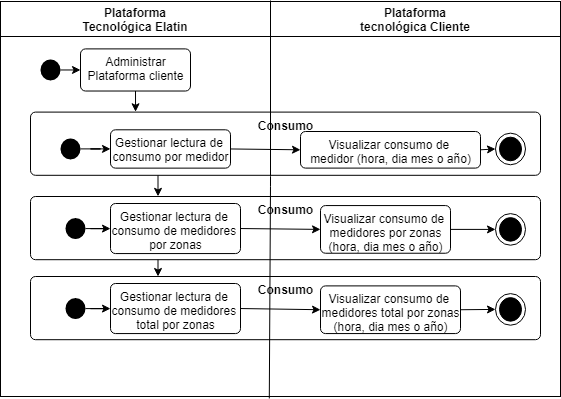 Plataforma
Tecnológica Elatin
Plataforma
tecnológica Cliente
Administrar
Plataforma cliente
Consumo
Gestionar lectura de
consumo por medidor
Visualizar consumo de
medidor (hora, dia mes o año)
Consumo
Gestionar lectura de
consumo de medidores
por zonas
Visualizar consumo de
medidores por zonas
(hora, dia mes o año)
Consumo
Gestionar lectura de
consumo de medidores
total por zonas
Visualizar consumo de
medidores total por zonas
(hora, dia mes o año)